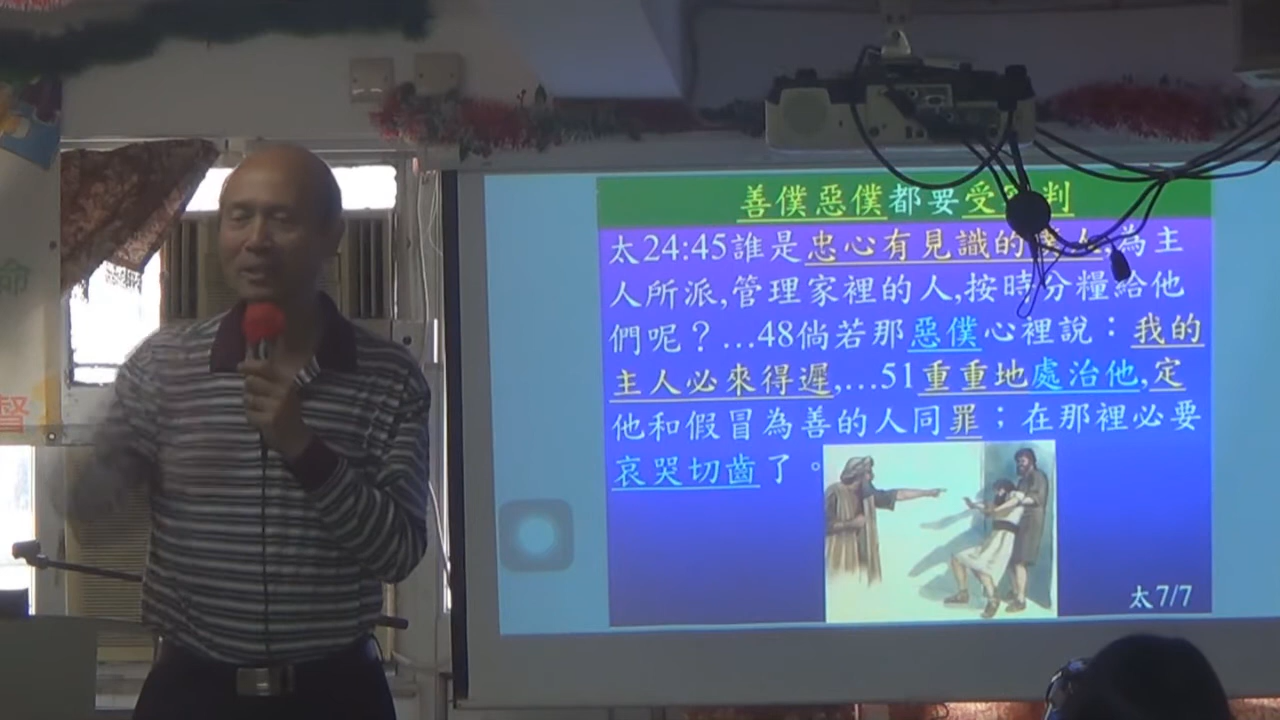 善僕惡僕都要受審判
太24:45誰是忠心有見識的僕人,為主
人所派,管理家裡的人,按時分糧給他
們呢？…48倘若那惡僕心裡說：我的
主人必來得遲,…51重重地處治他,定
他和假冒為善的人同罪；在那裡必要
哀哭切齒了。
太7/7
命
督